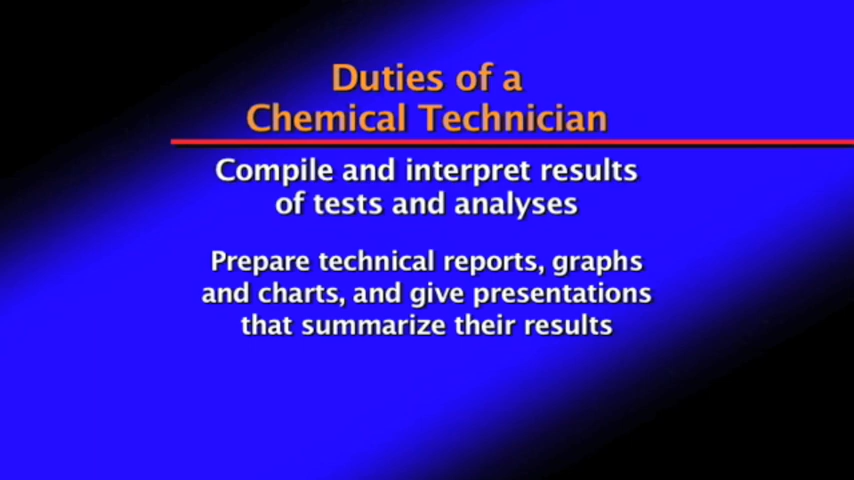 Duties of a
Chemical Technician
Compile and interpret results
of tests and analyses
Prepare technical reports, graphs
and charts, and give presentations
that summarize their results